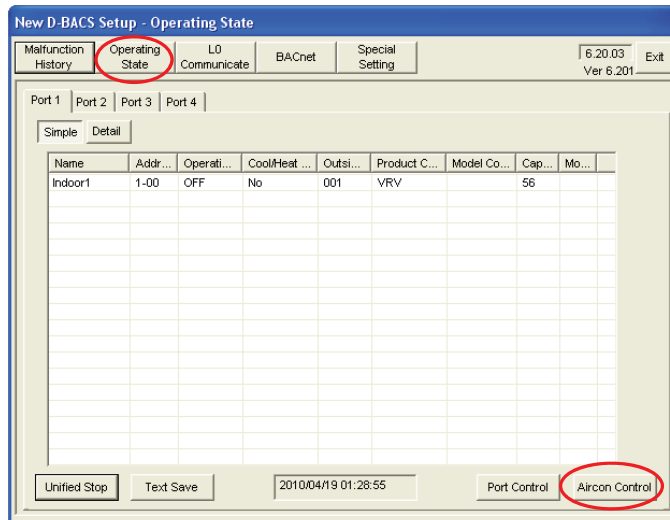 New D-BACS Setup - Operating State
Malfunction History
Operating State
L0 Communicate
BACnet
Special Setting
6.20.03
Ver 6.201
Exit
Port 1 Port 2 Port 3 Port 4
Simple Detail
Name Addr... Operati... Cool/Heat ... Outsi... Product C... Model Co... Cap... Mo...
Indoor1 1-00 OFF No 001 VRV 56
Unified Stop Text Save 2010/04/19 01:28:55 Port Control Aircon Control